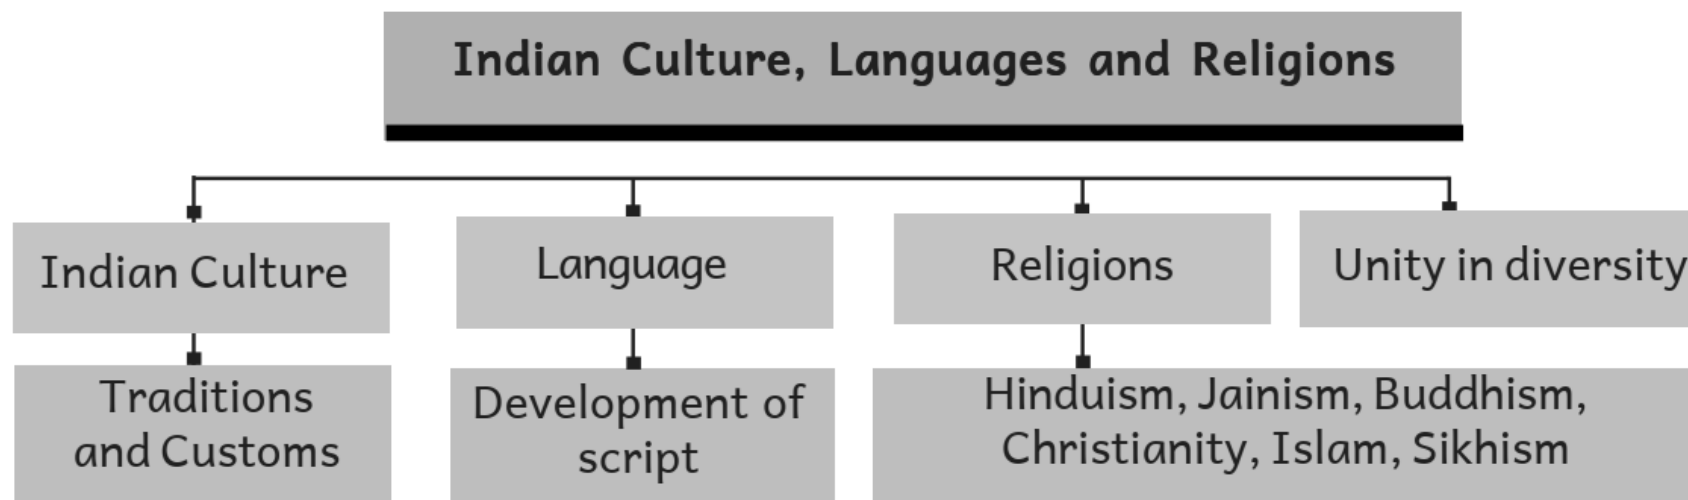 Indian Culture, Languages and Religions
Indian Culture
Language
Religions
Unity in diversity
Traditions
and Customs
Development of
script
Hinduism, Jainism, Buddhism,
Christianity, Islam, Sikhism